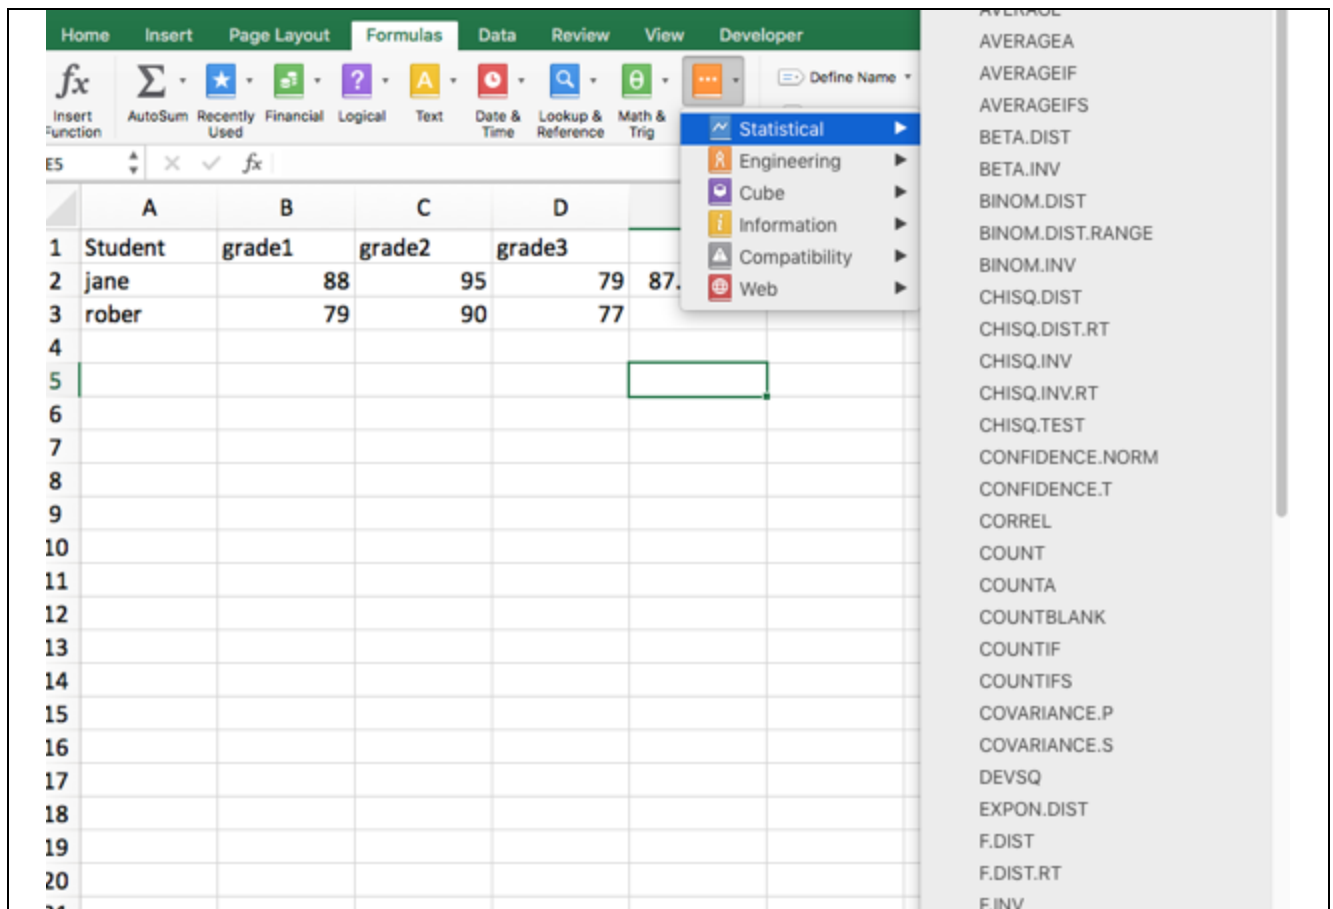 Home Insert Page Layout Formulas Data Review View Developer
fx Σ ? A θ Define Name
Insert AutoSum Recently Financial Logical Text Date & Lookup & Math &
Function Used Time Reference Trig
E5 fx
Statistical
Engineering
Cube
Information
Compatibility
Web
A B C D
1 Student grade1 grade2 grade3
2 jane 88 95 79 87.
3 rober 79 90 77
4
5
6
7
8
9
10
11
12
13
14
15
16
17
18
19
20
AVERAGE
AVERAGEA
AVERAGEIF
AVERAGEIFS
BETA.DIST
BETA.INV
BINOM.DIST
BINOM.DIST.RANGE
BINOM.INV
CHISQ.DIST
CHISQ.DIST.RT
CHISQ.INV
CHISQ.INV.RT
CHISQ.TEST
CONFIDENCE.NORM
CONFIDENCE.T
CORREL
COUNT
COUNTA
COUNTBLANK
COUNTIF
COUNTIFS
COVARIANCE.P
COVARIANCE.S
DEVSQ
EXPON.DIST
F.DIST
F.DIST.RT
F.INV